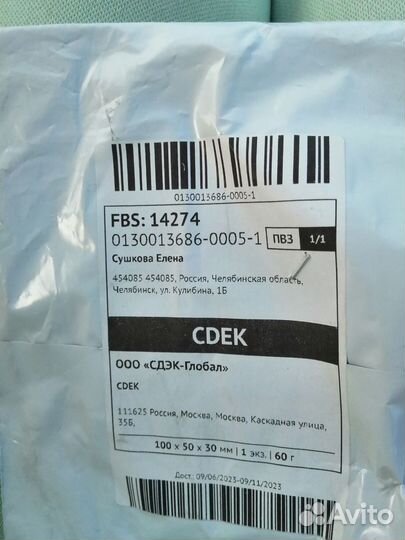 0130013686-0005-1
FBS: 14274
0130013686-0005-1 ПВЗ 1/1
Сушкова Елена
454085 454085, Россия, Челябинская область,
Челябинск, ул. Кулибина, 1Б
CDEK
ООО «СДЭК-Глобал»
CDEK
111625 Россия, Москва, Москва, Каскадная улица,
35Б,
100 x 50 x 30 мм | 1 экз. | 60 г
Дост.: 09/06/2023-09/11/2023
Avito